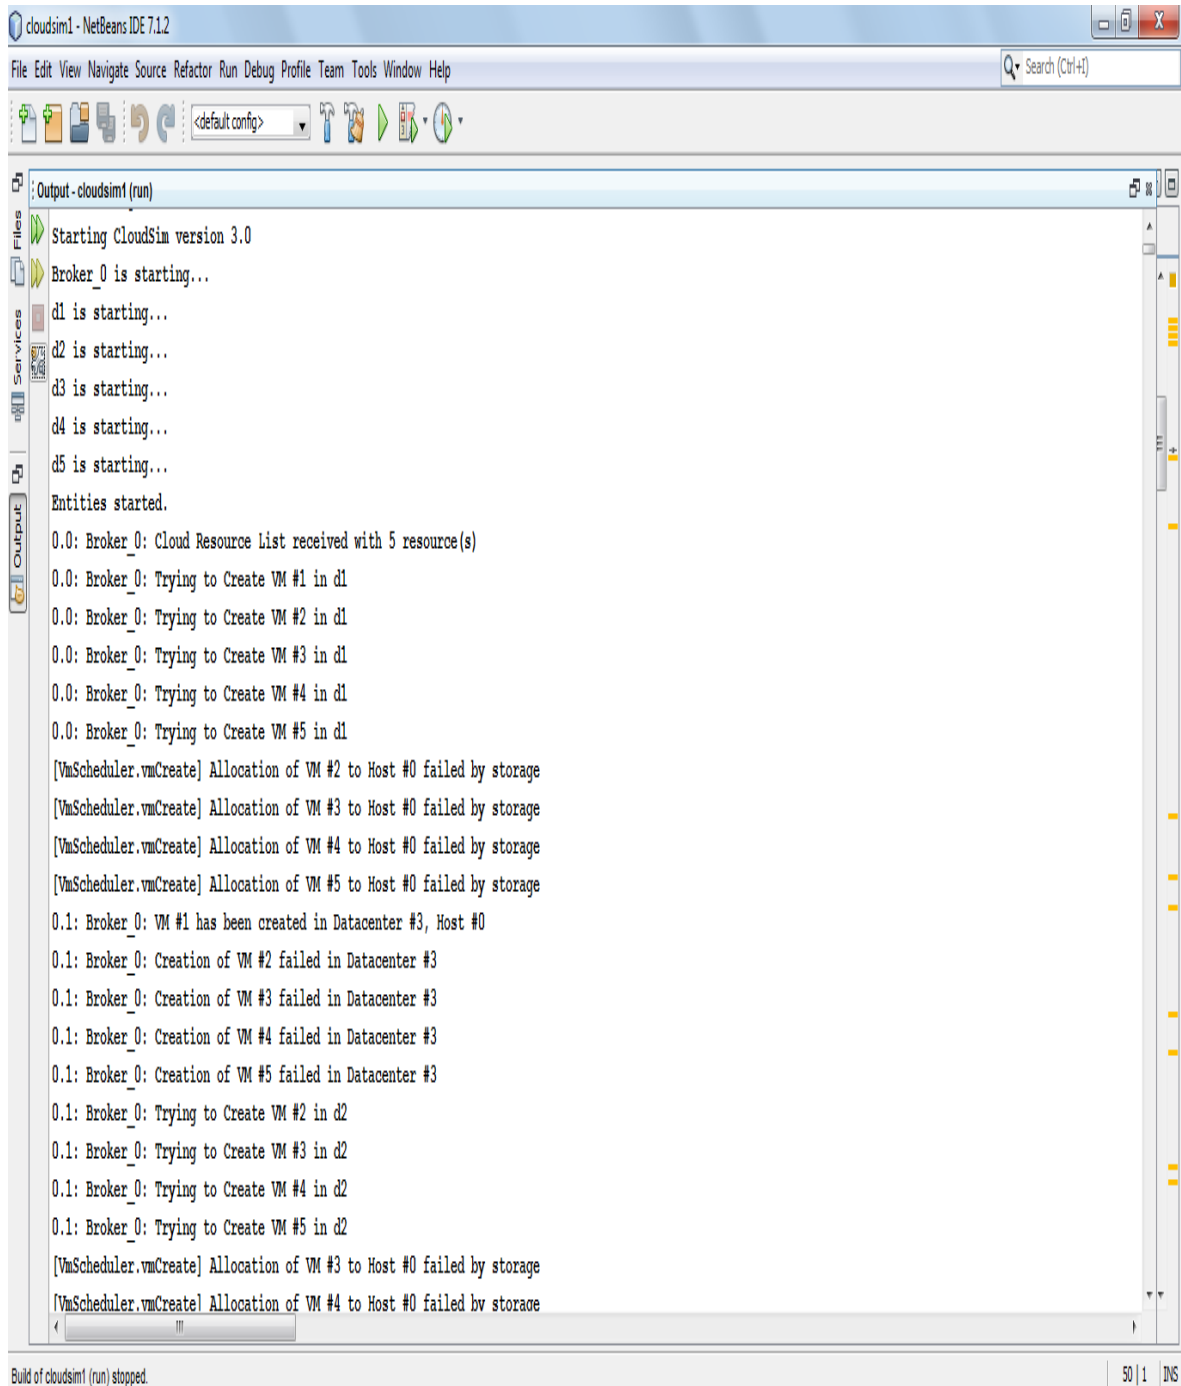 cloudsim1 - NetBeans IDE 7.1.2
File Edit View Navigate Source Refactor Run Debug Profile Team Tools Window Help
Search (Ctrl+I)
<default config>
Output - cloudsim1 (run)
Files
Services
Output
Starting CloudSim version 3.0
Broker_0 is starting...
d1 is starting...
d2 is starting...
d3 is starting...
d4 is starting...
d5 is starting...
Entities started.
0.0: Broker_0: Cloud Resource List received with 5 resource(s)
0.0: Broker_0: Trying to Create VM #1 in d1
0.0: Broker_0: Trying to Create VM #2 in d1
0.0: Broker_0: Trying to Create VM #3 in d1
0.0: Broker_0: Trying to Create VM #4 in d1
0.0: Broker_0: Trying to Create VM #5 in d1
[VmScheduler.vmCreate] Allocation of VM #2 to Host #0 failed by storage
[VmScheduler.vmCreate] Allocation of VM #3 to Host #0 failed by storage
[VmScheduler.vmCreate] Allocation of VM #4 to Host #0 failed by storage
[VmScheduler.vmCreate] Allocation of VM #5 to Host #0 failed by storage
0.1: Broker_0: VM #1 has been created in Datacenter #3, Host #0
0.1: Broker_0: Creation of VM #2 failed in Datacenter #3
0.1: Broker_0: Creation of VM #3 failed in Datacenter #3
0.1: Broker_0: Creation of VM #4 failed in Datacenter #3
0.1: Broker_0: Creation of VM #5 failed in Datacenter #3
0.1: Broker_0: Trying to Create VM #2 in d2
0.1: Broker_0: Trying to Create VM #3 in d2
0.1: Broker_0: Trying to Create VM #4 in d2
0.1: Broker_0: Trying to Create VM #5 in d2
[VmScheduler.vmCreate] Allocation of VM #3 to Host #0 failed by storage
[VmScheduler.vmCreate] Allocation of VM #4 to Host #0 failed by storage
Build of cloudsim1 (run) stopped.
50 | 1 INS